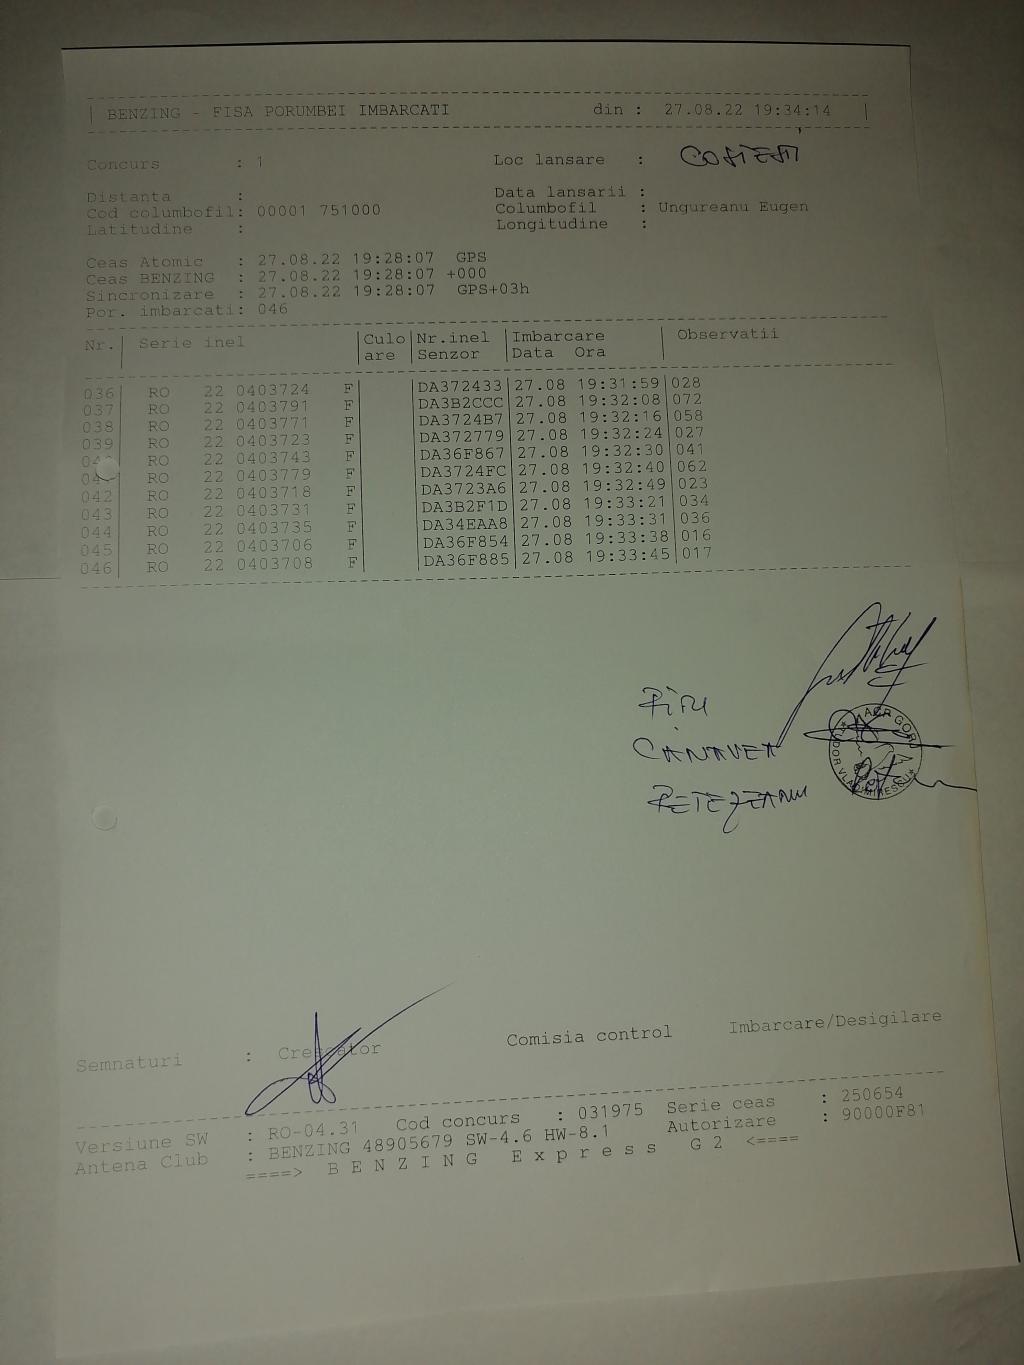 BENZING - FISA PORUMBEI IMBARCATI din : 27.08.22 19:34:14
Concurs : 1 Loc lansare : COSTESTI
Distanta : Data lansarii :
Cod columbofil: 00001 751000 Columbofil : Ungureanu Eugen
Latitudine : Longitudine :
Ceas Atomic : 27.08.22 19:28:07 GPS
Ceas BENZING : 27.08.22 19:28:07 +000
Sincronizare : 27.08.22 19:28:07 GPS+03h
Por. imbarcati: 046
Nr. Serie inel Culo Nr.inel Imbarcare Observatii
are Senzor Data Ora
036 RO 22 0403724 F DA372433 27.08 19:31:59 028
037 RO 22 0403791 F DA3B2CCC 27.08 19:32:08 072
038 RO 22 0403771 F DA3724B7 27.08 19:32:16 058
039 RO 22 0403723 F DA372779 27.08 19:32:24 027
RO 22 0403743 F DA36F867 27.08 19:32:30 041
RO 22 0403779 F DA3724FC 27.08 19:32:40 062
042 RO 22 0403718 F DA3723A6 27.08 19:32:49 023
043 RO 22 0403731 F DA3B2F1D 27.08 19:33:21 034
044 RO 22 0403735 F DA34EAA8 27.08 19:33:31 036
045 RO 22 0403706 F DA36F854 27.08 19:33:38 016
046 RO 22 0403708 F DA36F885 27.08 19:33:45 017
CANAVEA
PETEZEANU
ACR GORJ
TUDOR VLADIMIRESCU
Semnaturi : Crescator Comisia control Imbarcare/Desigilare
Versiune SW : RO-04.31 Cod concurs : 031975 Serie ceas : 250654
Antena Club : BENZING 48905679 SW-4.6 HW-8.1 Autorizare : 90000F81
====> B E N Z I N G E x p r e s s G 2 <====